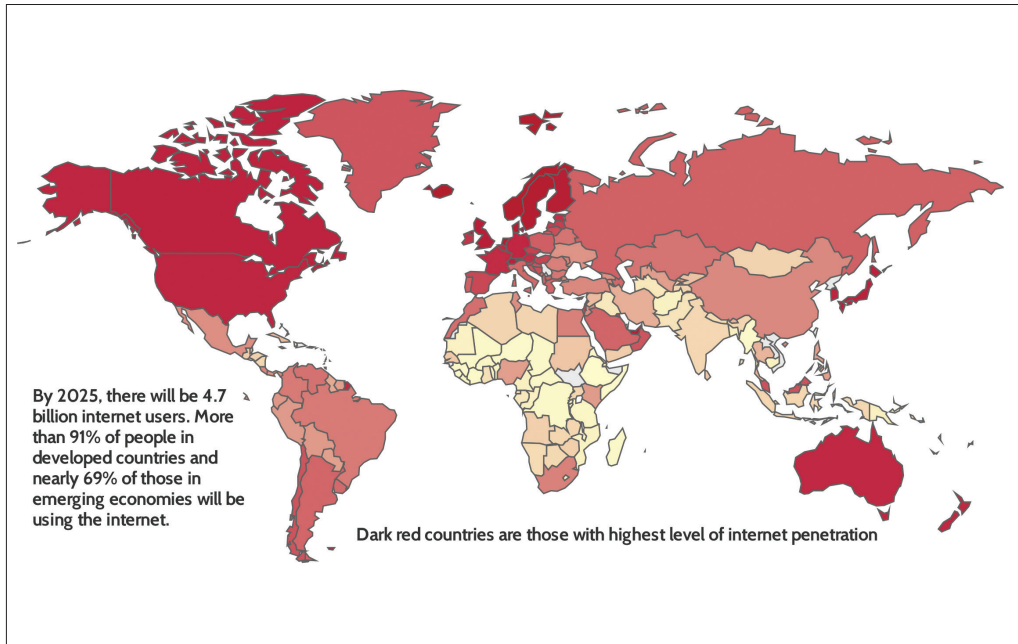 By 2025, there will be 4.7
billion internet users. More
than 91% of people in
developed countries and
nearly 69% of those in
emerging economies will be
using the internet.
Dark red countries are those with highest level of internet penetration